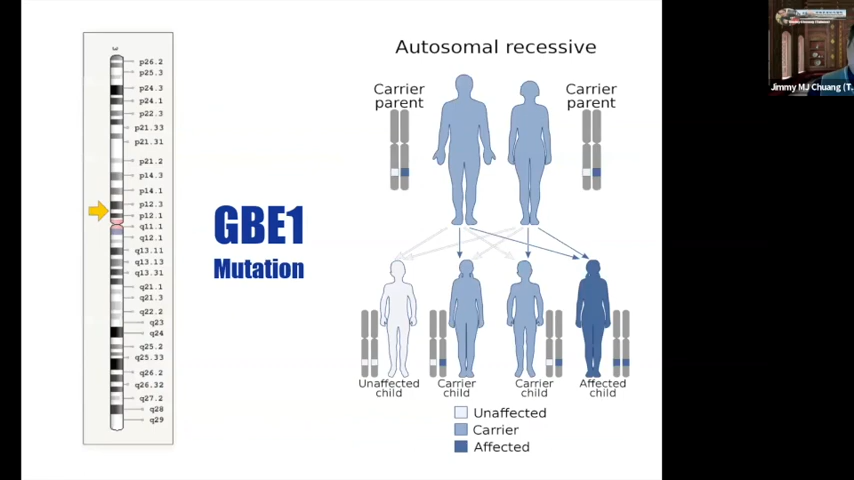 3
p26.2
p25.3
p24.3
p24.1
p22.3
p21.33
p21.31
p21.2
p14.3
p14.1
p12.3
p12.1
q11.1
q12.1
q13.11
q13.13
q13.31
q21.1
q21.3
q22.2
q23
q24
q25.2
q25.33
q26.2
q26.32
q27.2
q28
q29
GBE1
Mutation
Autosomal recessive
Carrier
parent
Carrier
parent
Unaffected
child
Carrier
child
Carrier
child
Affected
child
Unaffected
Carrier
Affected
Jimmy MJ Chuang (T.